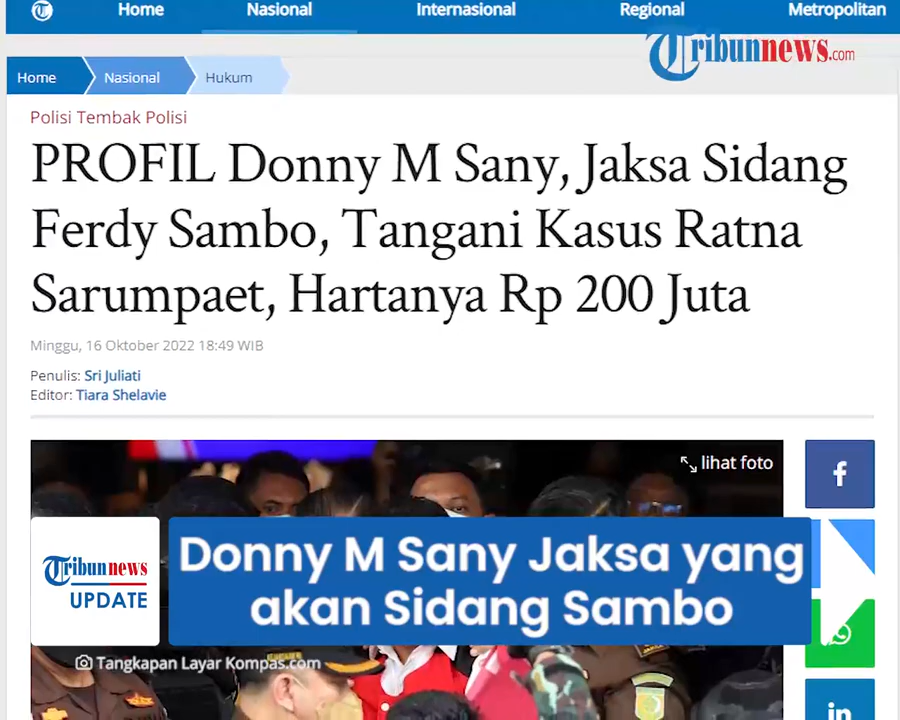 Home Nasional Internasional Regional Metropolitan
Tribunnews.com
Home Nasional Hukum
Polisi Tembak Polisi
PROFIL Donny M Sany, Jaksa Sidang
Ferdy Sambo, Tangani Kasus Ratna
Sarumpaet, Hartanya Rp 200 Juta
Minggu, 16 Oktober 2022 18:49 WIB
Penulis: Sri Juliati
Editor: Tiara Shelavie
lihat foto
Tribunnews
UPDATE
Donny M Sany Jaksa yang
akan Sidang Sambo
Tangkapan Layar Kompas.com